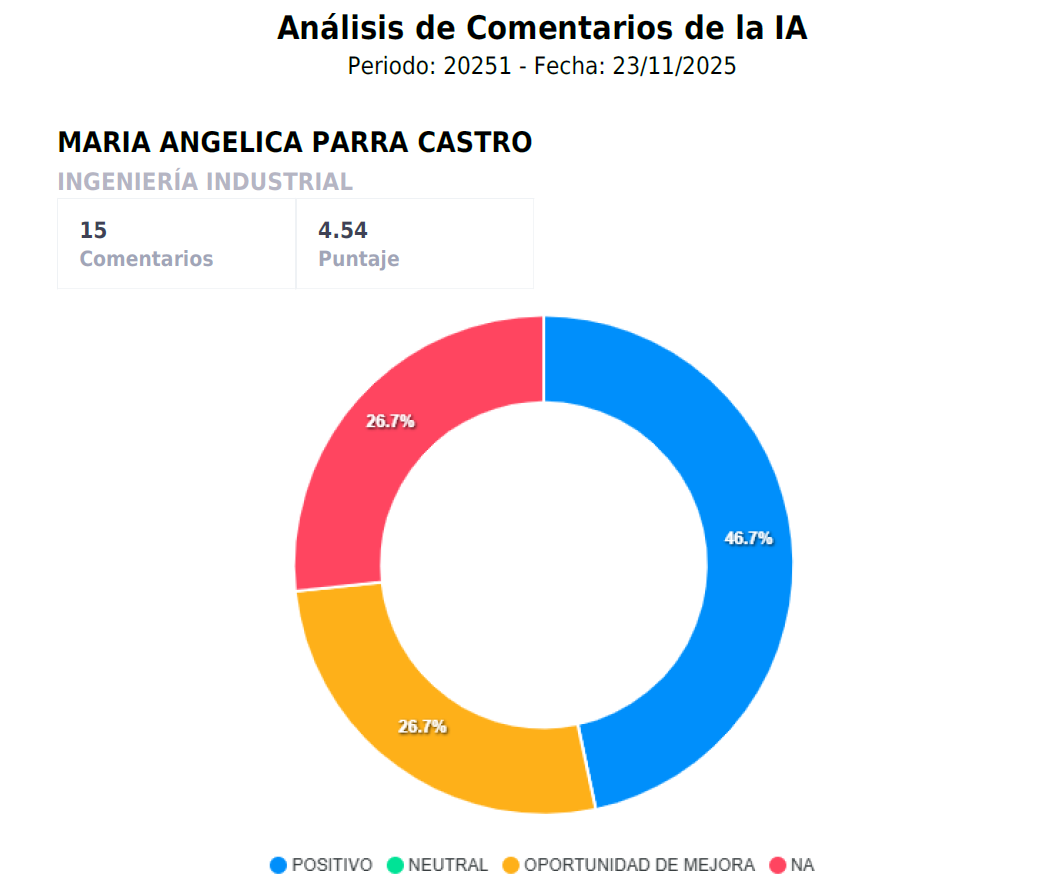 Análisis de Comentarios de la IA
Periodo: 20251 - Fecha: 23/11/2025
MARIA ANGELICA PARRA CASTRO
INGENIERÍA INDUSTRIAL
15
Comentarios
4.54
Puntaje
26.7%
46.7%
26.7%
POSITIVO NEUTRAL OPORTUNIDAD DE MEJORA NA